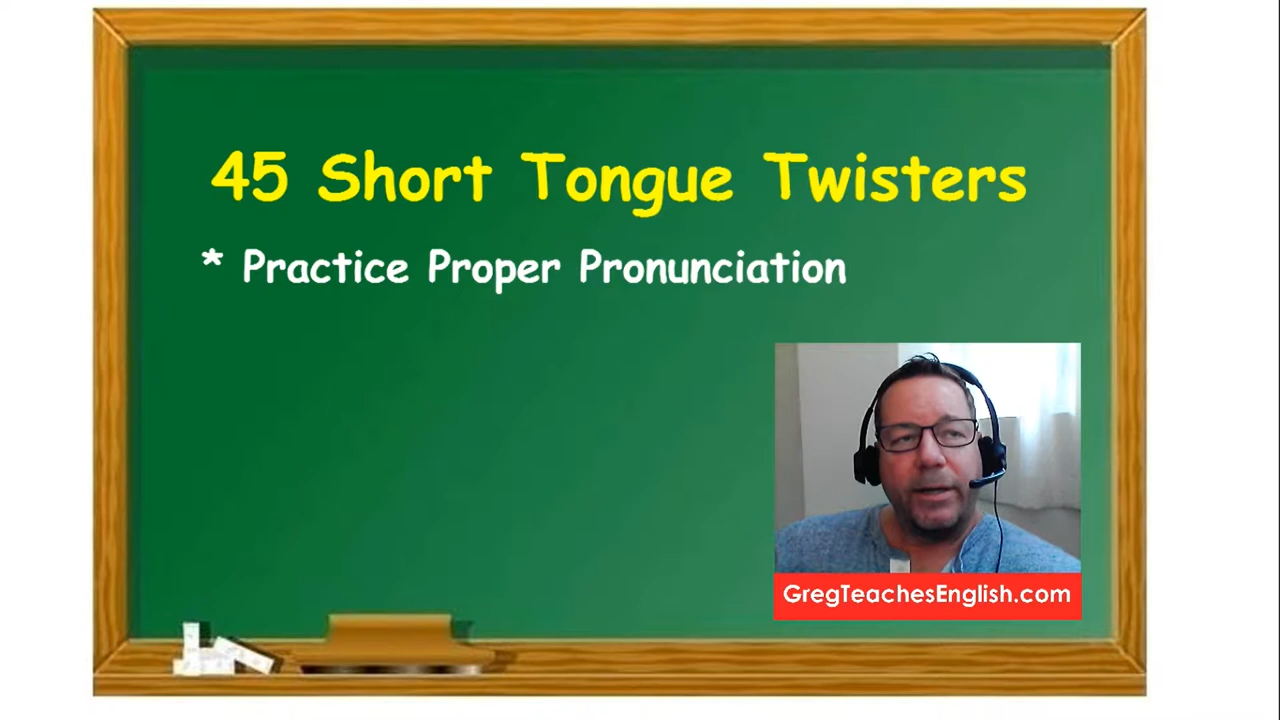 45 Short Tongue Twisters
* Practice Proper Pronunciation
GregTeachesEnglish.com